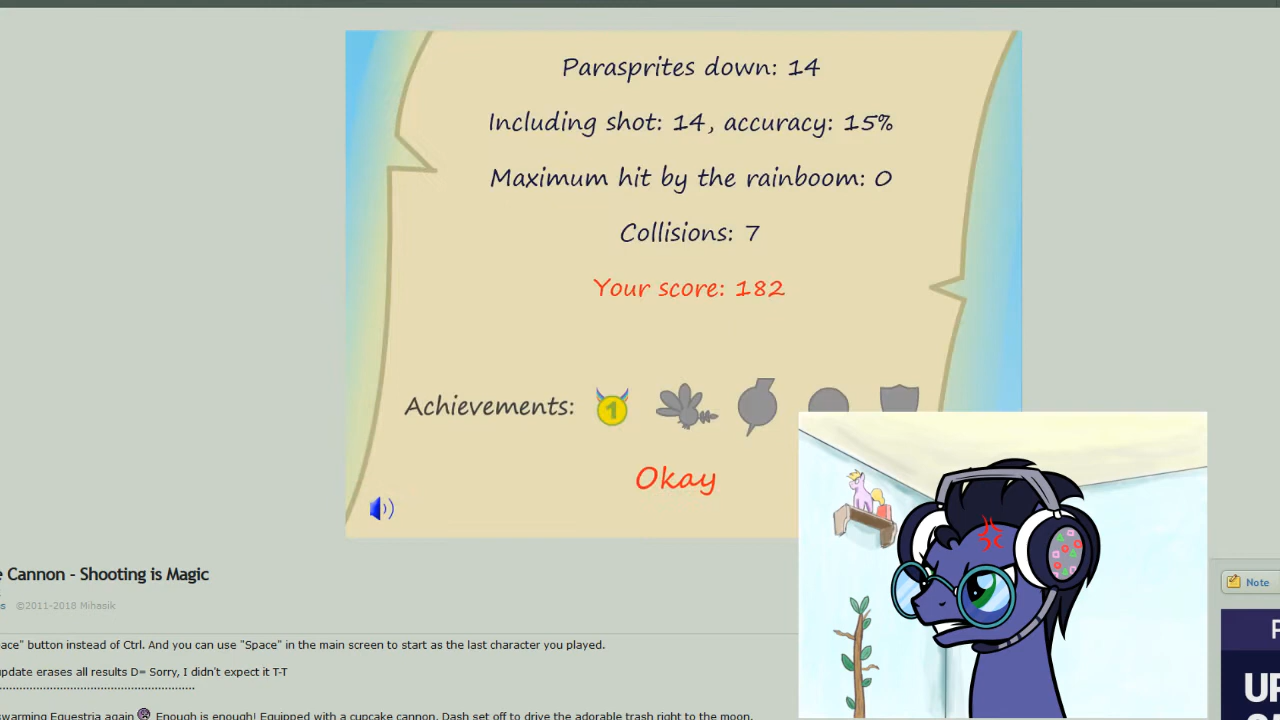 Parasprites down: 14
Including shot: 14, accuracy: 15%
Maximum hit by the rainboom: 0
Collisions: 7
Your score: 182
Achievements: 1
Okay
Cannon - Shooting is Magic
©2011-2018 Mihasik
Note
button instead of Ctrl. And you can use "Space" in the main screen to start as the last character you played.
update erases all results D= Sorry, I didn't expect it T-T
swarming Equestria again Enough is enough! Equipped with a cupcake cannon, Dash set off to drive the adorable trash right to the moon.